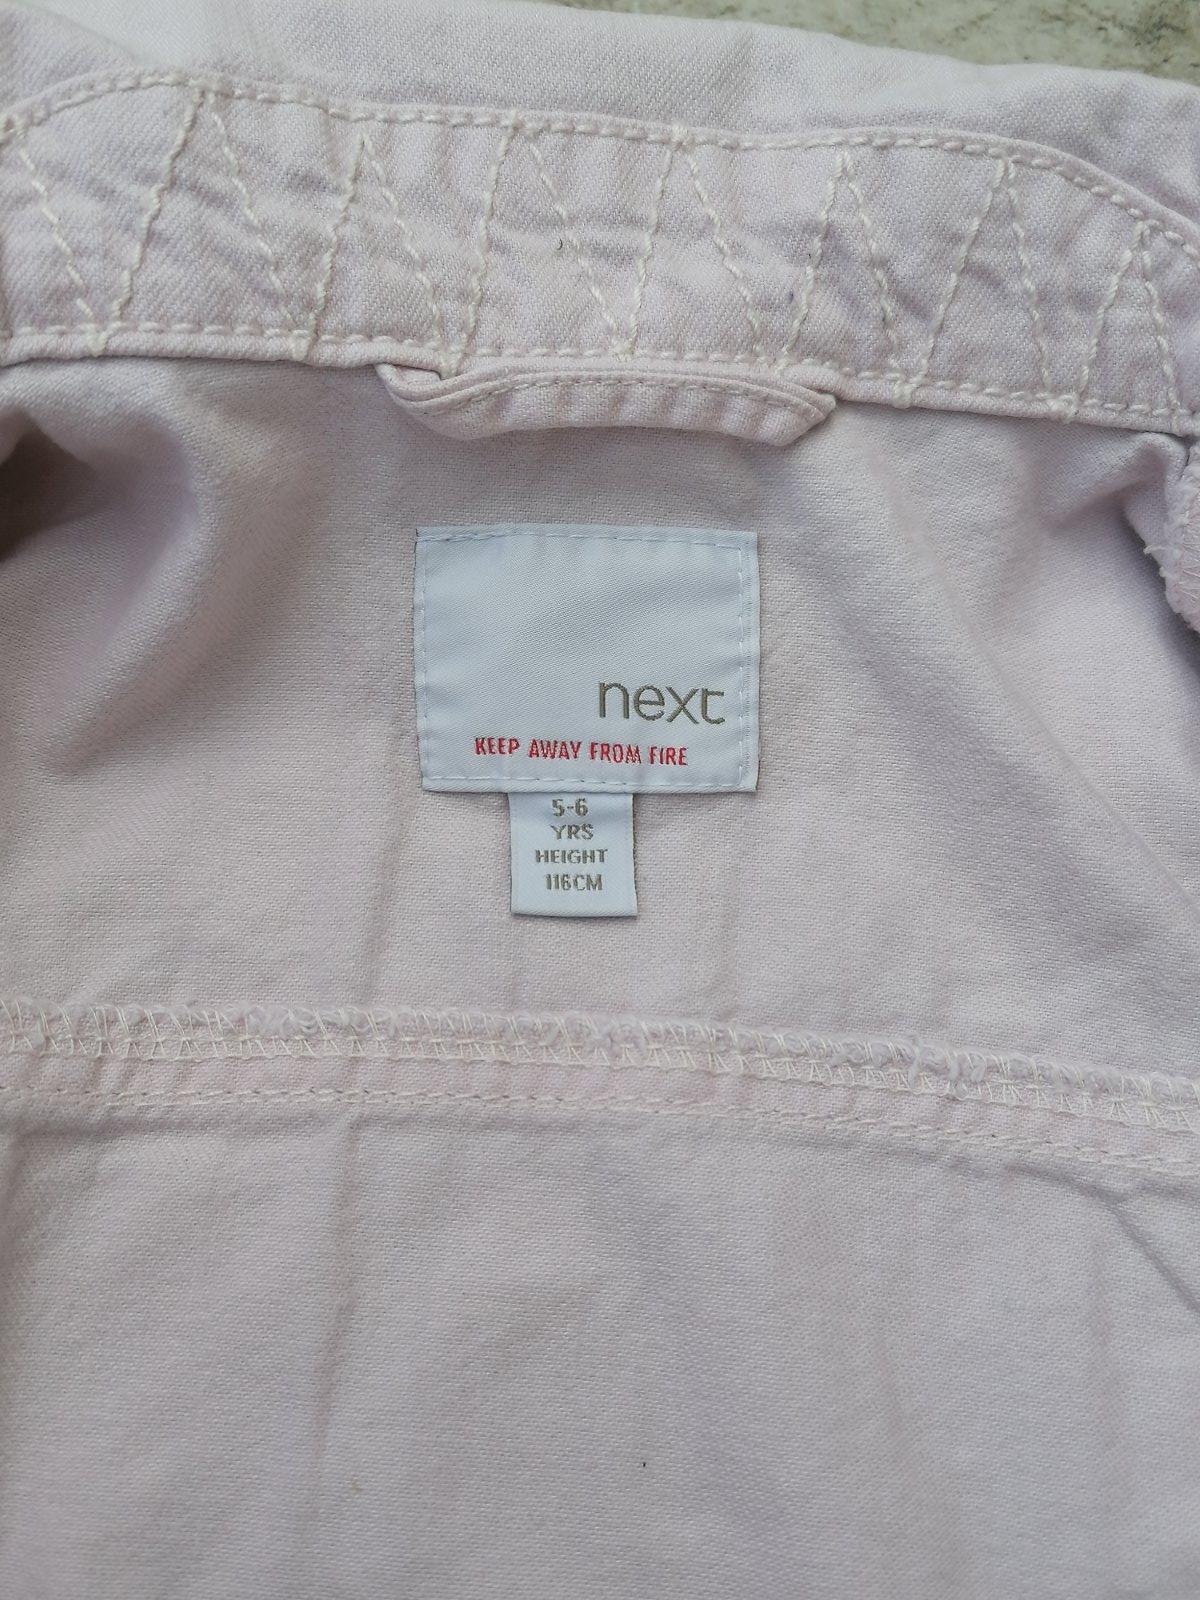 next
KEEP AWAY FROM FIRE
5-6
YRS
HEIGHT
116CM